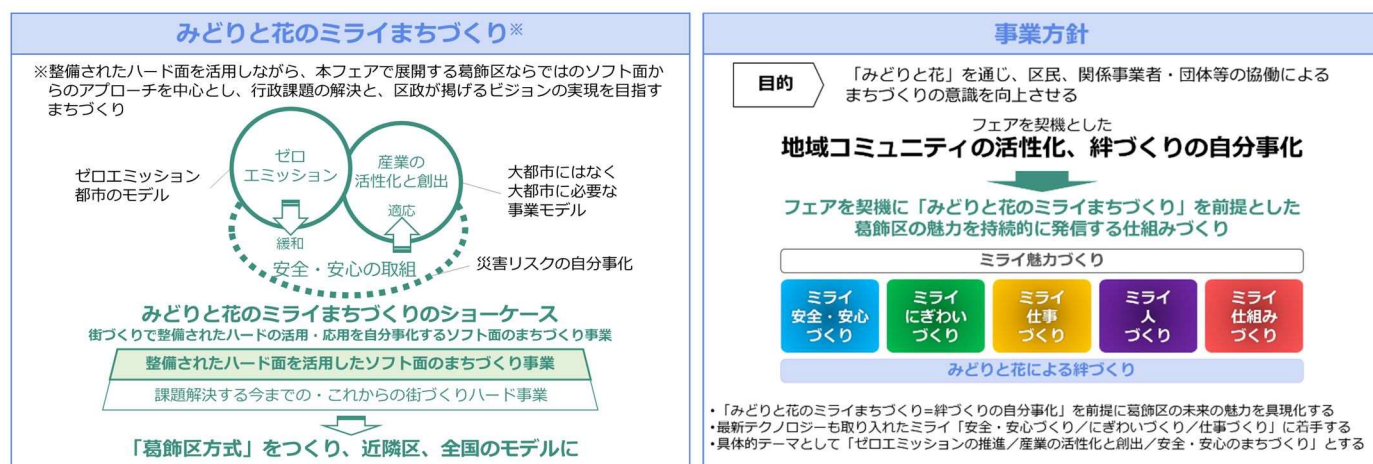 みどりと花のミライまちづくり※
※整備されたハード面を活用しながら、本フェアで展開する葛飾区ならではのソフト面か
らのアプローチを中心とし、行政課題の解決と、区政が掲げるビジョンの実現を目指す
まちづくり
ゼロ
エミッション
産業の
活性化と創出
ゼロエミッション
都市のモデル
大都市にはなく
大都市に必要な
事業モデル
適応
緩和
安全・安心の取組
災害リスクの自分事化
みどりと花のミライまちづくりのショーケース
街づくりで整備されたハードの活用・応用を自分事化するソフト面のまちづくり事業
整備されたハード面を活用したソフト面のまちづくり事業
課題解決する今までの・これからの街づくりハード事業
「葛飾区方式」をつくり、近隣区、全国のモデルに
事業方針
目的
「みどりと花」を通じ、区民、関係事業者・団体等の協働による
まちづくりの意識を向上させる
フェアを契機とした
地域コミュニティの活性化、絆づくりの自分事化
フェアを契機に「みどりと花のミライまちづくり」を前提とした
葛飾区の魅力を持続的に発信する仕組みづくり
ミライ魅力づくり
ミライ
安全・安心
づくり
ミライ
にぎわい
づくり
ミライ
仕事
づくり
ミライ
人
づくり
ミライ
仕組み
づくり
みどりと花による絆づくり
•「みどりと花のミライまちづくり=絆づくりの自分事化」を前提に葛飾区の未来の魅力を具現化する
•最新テクノロジーも取り入れたミライ「安全・安心づくり／にぎわいづくり／仕事づくり」に着手する
•具体的テーマとして「ゼロエミッションの推進／産業の活性化と創出／安全・安心のまちづくり」とする